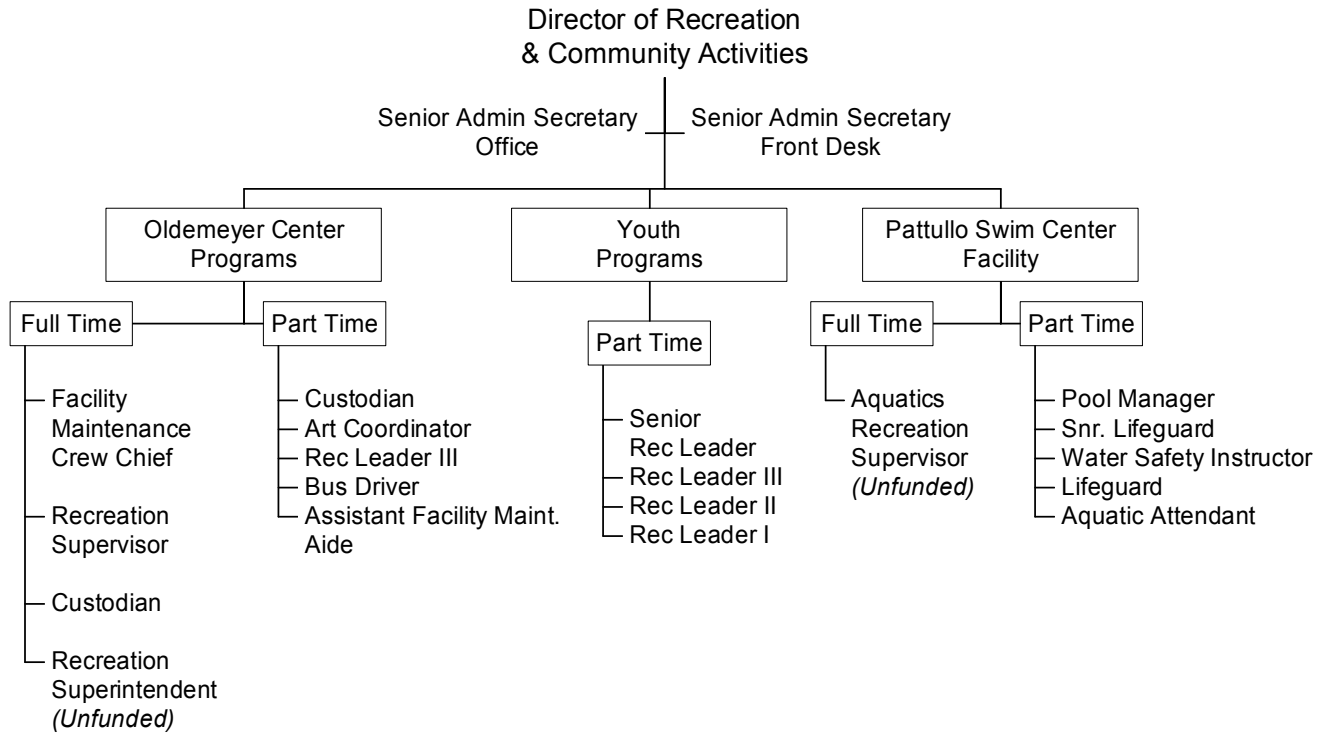 Director of Recreation
& Community Activities
Senior Admin Secretary
Office
Senior Admin Secretary
Front Desk
Oldemeyer Center
Programs
Youth
Programs
Pattullo Swim Center
Facility
Full Time
Part Time
Part Time
Full Time
Part Time
Facility
Maintenance
Crew Chief
Recreation
Supervisor
Custodian
Recreation
Superintendent
(Unfunded)
Custodian
Art Coordinator
Rec Leader III
Bus Driver
Assistant Facility Maint.
Aide
Senior
Rec Leader
Rec Leader III
Rec Leader II
Rec Leader I
Aquatics
Recreation
Supervisor
(Unfunded)
Pool Manager
Snr. Lifeguard
Water Safety Instructor
Lifeguard
Aquatic Attendant